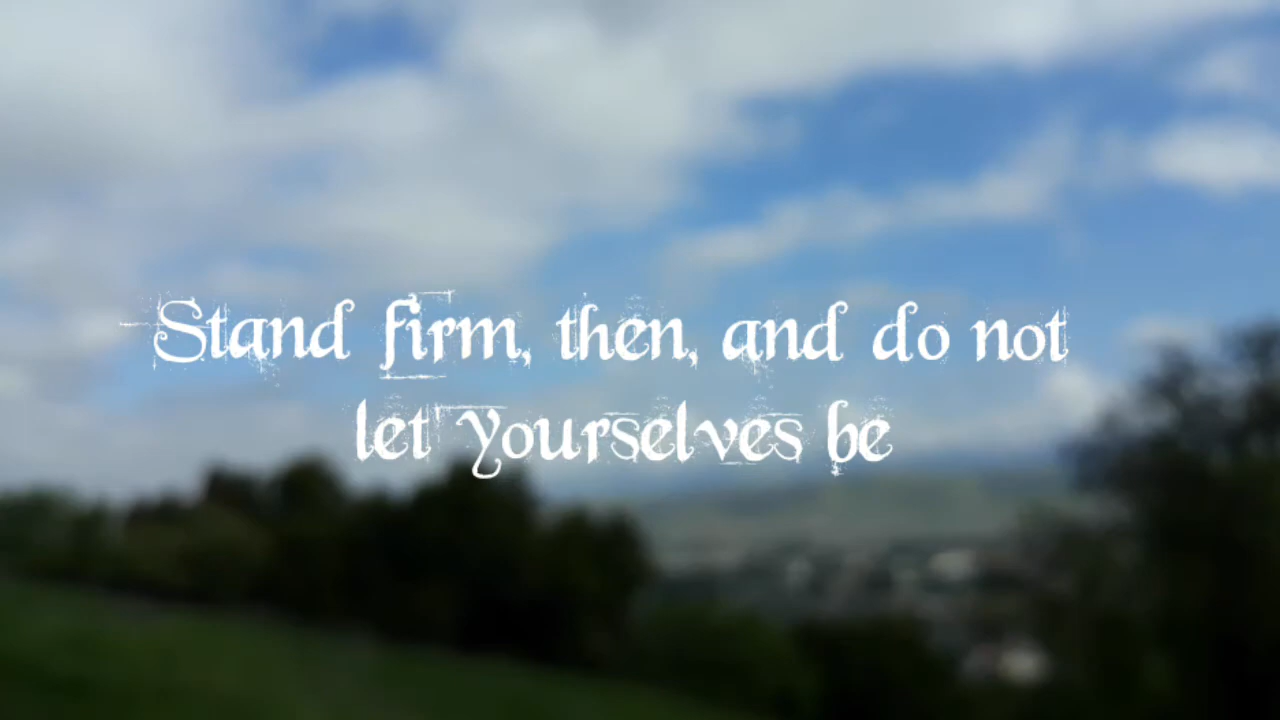 Stand firm, then, and do not
let yourselves be